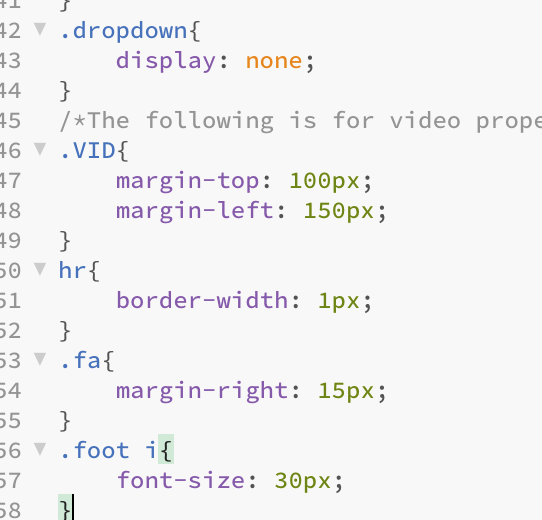 41 }
42 .dropdown{
43 display: none;
44 }
45 /*The following is for video
46 .VID{
47 margin-top: 100px;
48 margin-left: 150px;
49 }
50 hr{
51 border-width: 1px;
52 }
53 .fa{
54 margin-right: 15px;
55 }
56 .foot i{
57 font-size: 30px;
58 }